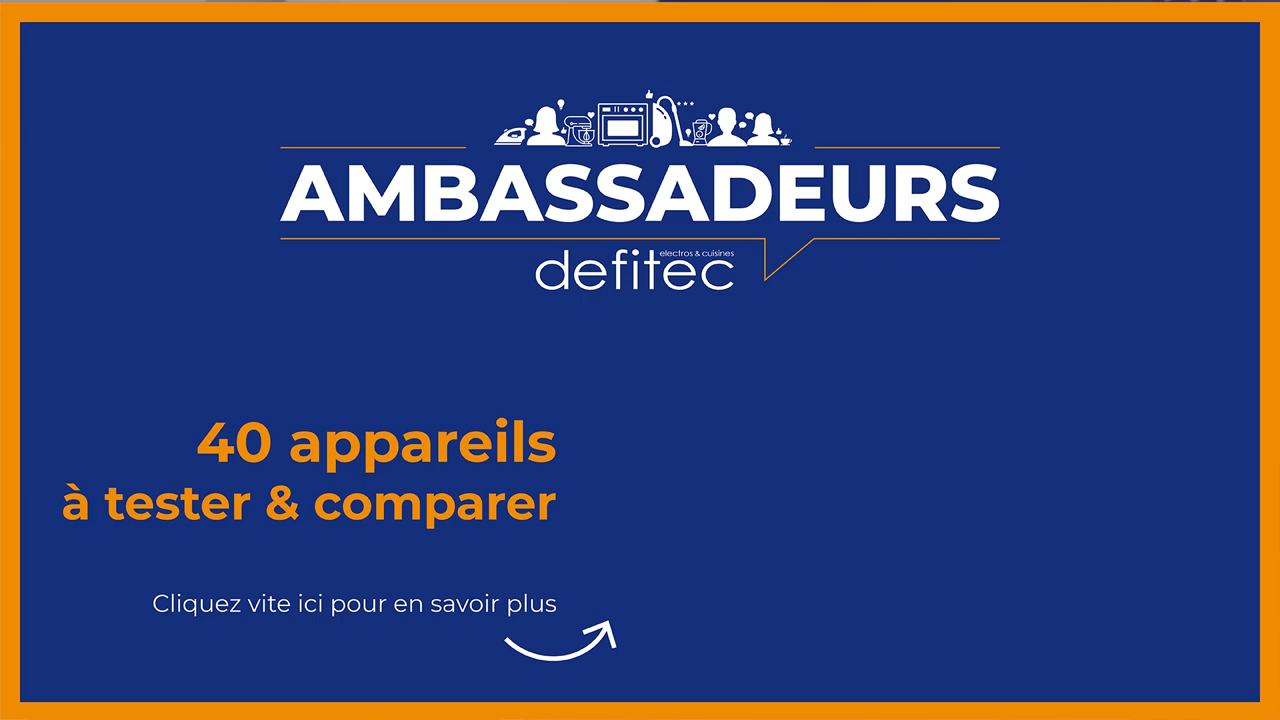 AMBASSADEURS
electros & cuisines
defitec
40 appareils
à tester & comparer
Cliquez vite ici pour en savoir plus